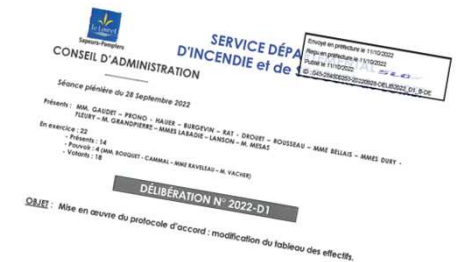 le Loiret
Sapeurs-Pompiers
CONSEIL D'ADMINISTRATION
SERVICE DÉPA
D'INCENDIE et de S
Envoyé en préfecture le 11/10/2022
Reçu en préfecture le 11/10/2022
Publié le 11/10/2022
Séance plénière du 28 Septembre 2022
Présents : MM. GAUDET – PRONO - HAUER – BURGEVIN – RAT - DROUET – ROUSSEAU – MME BELLAIS – MMES DURY -
FLEURY – M. GRANDPIERRE – MMES LABADIE - LANSON – M. MESAS
En exercice : 22
- Présents : 14
- Pouvoir : 4 (MM. BOUQUET - CAMMAL - MME RAVELEAU - M. VACHER)
- Votants : 18
DÉLIBÉRATION N° 2022-D1
OBJET : Mise en œuvre du protocole d'accord : modification du tableau des effectifs.